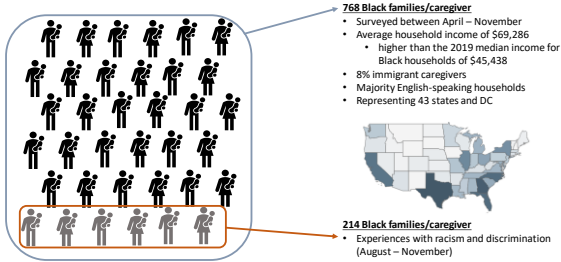 768 Black families/caregiver
• Surveyed between April – November
• Average household income of $69,286
• higher than the 2019 median income for
Black households of $45,438
• 8% immigrant caregivers
• Majority English-speaking households
• Representing 43 states and DC
214 Black families/caregiver
• Experiences with racism and discrimination
(August – November)